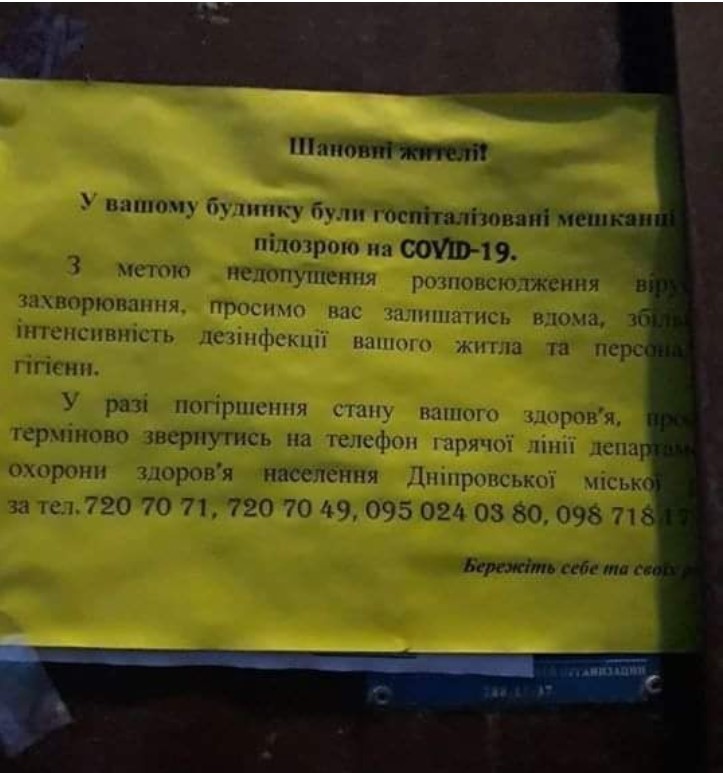 Шановні жителі!
У вашому будинку були госпіталізовані мешканці
підозрою на COVID-19.
З метою недопущення розповсюдження
захворювання, просимо вас залишатись вдома,
інтенсивність дезінфекції вашого житла та
гігієни.
У разі погіршення стану вашого здоров'я,
терміново звернутись на телефон гарячої лінії
охорони здоров'я населення Дніпровської міської
за тел.720 70 71, 720 70 49, 095 024 03 80, 098 718
Бережіть себе та своїх
ОРГАНИЗАЦИИ